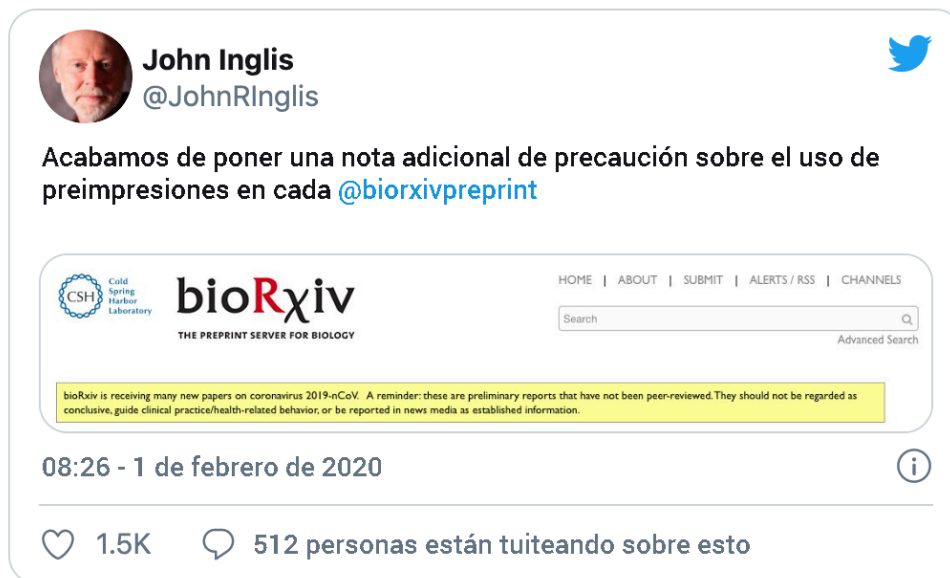 John Inglis
@JohnRInglis
Acabamos de poner una nota adicional de precaución sobre el uso de
preimpresiones en cada @biorxivpreprint
CSH
Cold
Spring
Harbor
Laboratory
bioRxiv
THE PREPRINT SERVER FOR BIOLOGY
HOME | ABOUT | SUBMIT | ALERTS / RSS | CHANNELS
Search
Advanced Search
bioRxiv is receiving many new papers on coronavirus 2019-nCoV. A reminder: these are preliminary reports that have not been peer-reviewed. They should not be regarded as
conclusive, guide clinical practice/health-related behavior, or be reported in news media as established information.
08:26 - 1 de febrero de 2020
1.5K 512 personas están tuiteando sobre esto